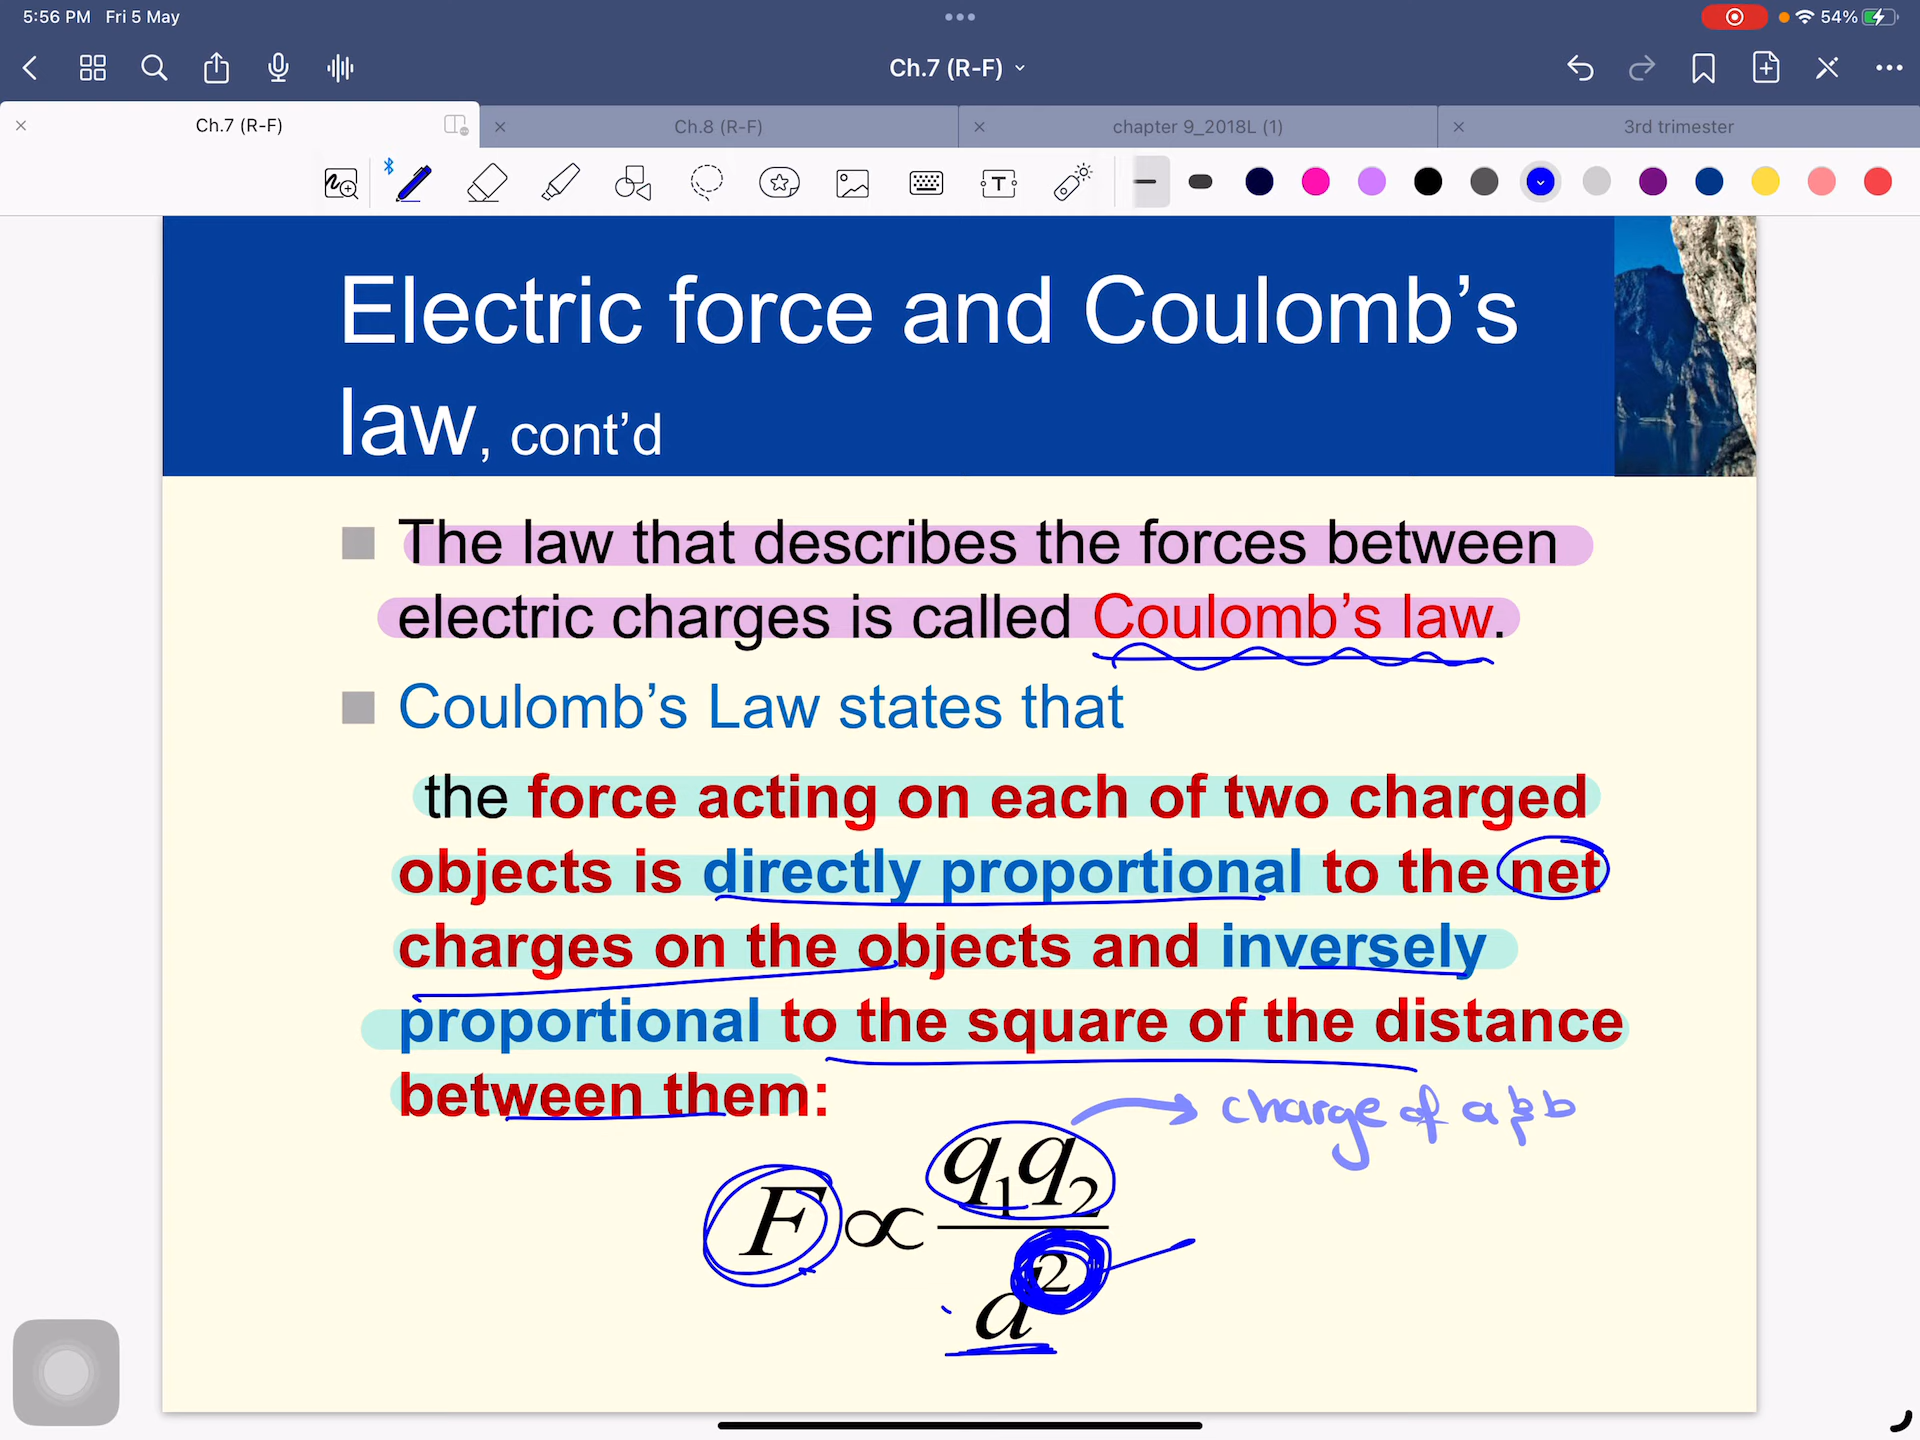 5:56 PM Fri 5 May
54%
Ch.7 (R-F)
Ch.7 (R-F)
Ch.8 (R-F)
chapter 9_2018L (1)
3rd trimester
T
Electric force and Coulomb’s
law, cont’d
The law that describes the forces between
electric charges is called Coulomb’s law.
Coulomb’s Law states that
the force acting on each of two charged
objects is directly proportional to the net
charges on the objects and inversely
proportional to the square of the distance
between them:
charge of a & b
F ∝ q₁q₂
d²